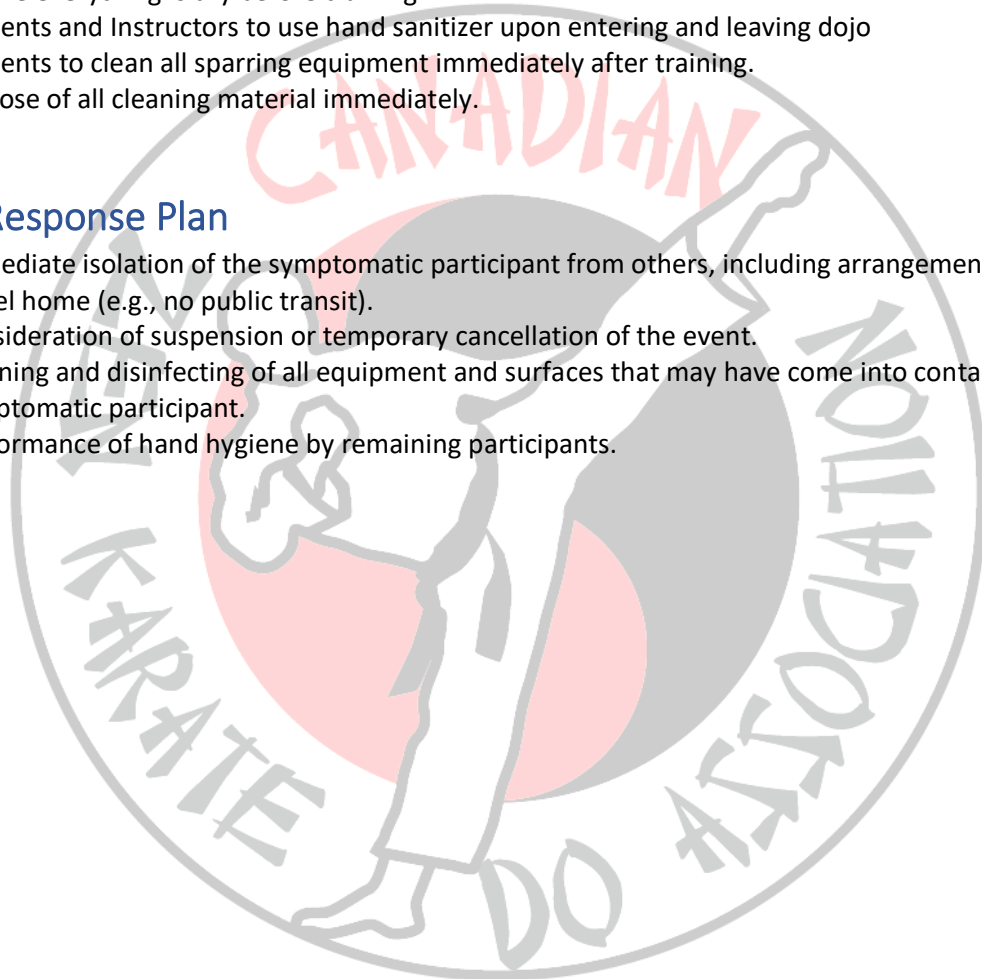 ents and Instructors to use hand sanitizer upon entering and leaving dojo
ents to clean all sparring equipment immediately after training.
ose of all cleaning material immediately.
CANADIAN
Response Plan
ediate isolation of the symptomatic participant from others, including arrangemen
el home (e.g., no public transit).
sideration of suspension or temporary cancellation of the event.
ning and disinfecting of all equipment and surfaces that may have come into conta
ptomatic participant.
ormance of hand hygiene by remaining participants.
KARATE DO ASSOCIATION